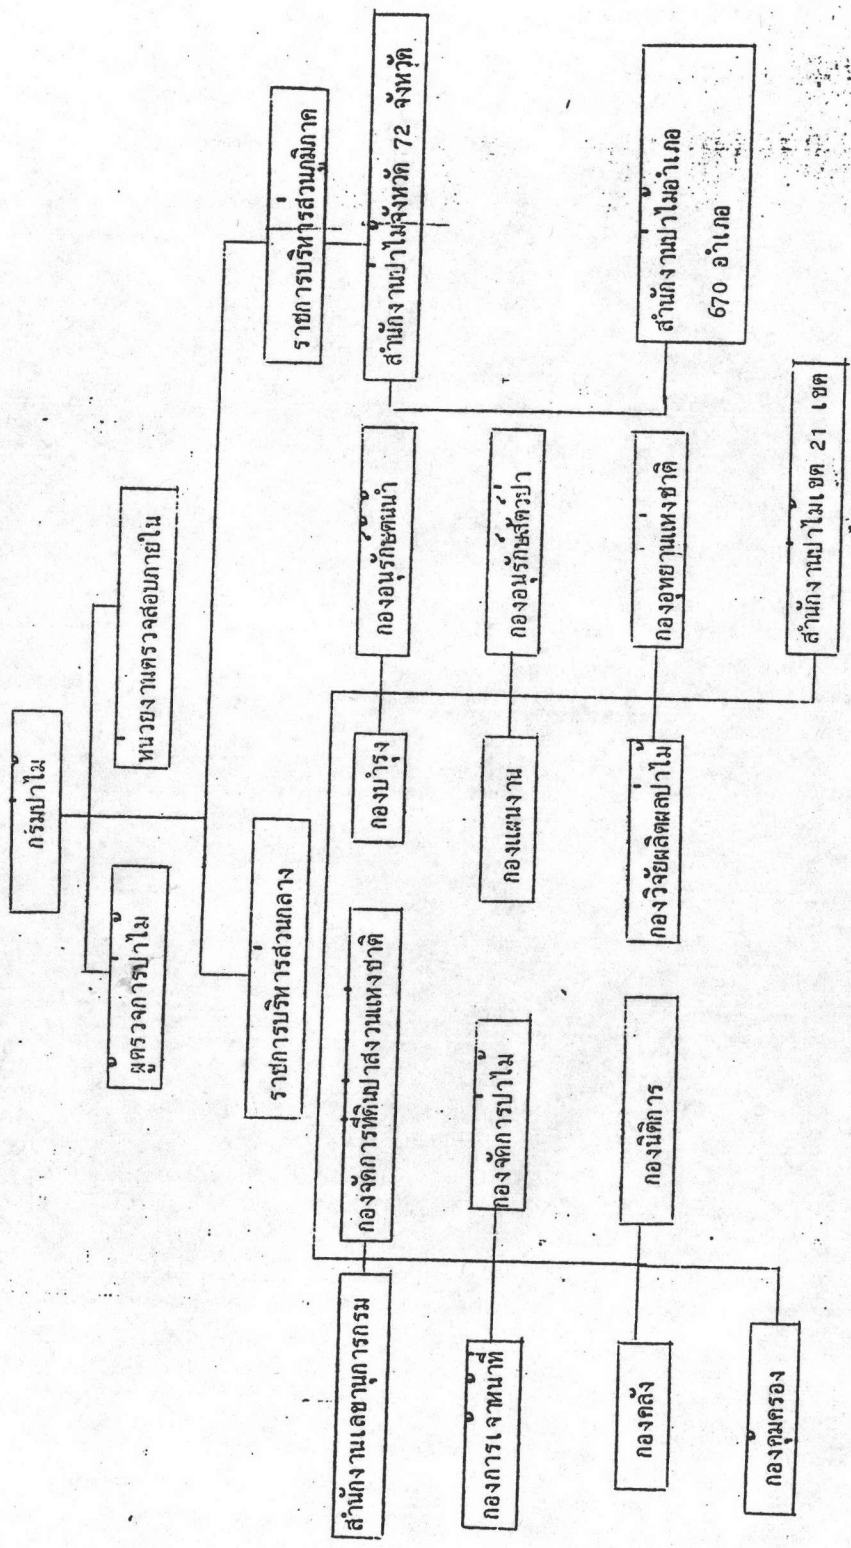 กรมป่าไม้
ผู้ตรวจการป่าไม้
หน่วยงานตรวจสอบภายใน
ราชการบริหารส่วนกลาง
ราชการบริหารส่วนภูมิภาค
สำนักงานเลขานุการกรม
กองจัดการที่ดินป่าสงวนแห่งชาติ
กองบำรุง
กองอนุรักษ์ต้นน้ำ
สำนักงานป่าไม้จังหวัด 72 จังหวัด
กองการเจ้าหน้าที่
กองจัดการป่าไม้
กองแผนงาน
กองอนุรักษ์สัตว์ป่า
กองคลัง
กองนิติการ
กองวิจัยผลิตผลป่าไม้
กองอุทยานแห่งชาติ
สำนักงานป่าไม้อำเภอ
670 อำเภอ
กองคุ้มครอง
สำนักงานป่าไม้เขต 21 เขต